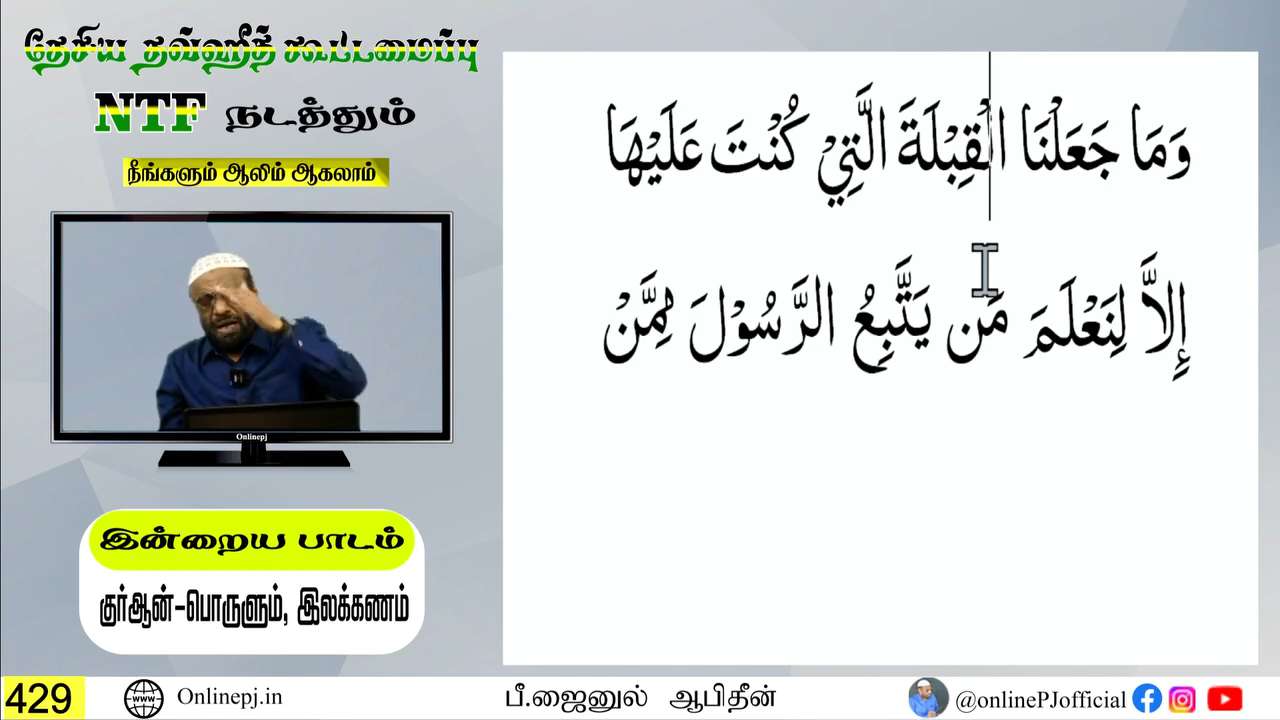 தேசிய தவ்ஹீத் கூட்டமைப்பு
NTF நடத்தும்
நீங்களும் ஆலிம் ஆகலாம்
Onlinepj
இன்றைய பாடம்
குர்ஆன்-பொருளும், இலக்கணம்
وَمَا جَعَلْنَا الْقِبْلَةَ الَّتِيْ كُنْتَ عَلَيْهَا
إِلاَّ لِنَعْلَمَ مَن يَتَّبِعُ الرَّسُوْلَ مِمَّنْ
429
Onlinepj.in
பீ.ஜைனுல் ஆபிதீன்
@onlinePJofficial